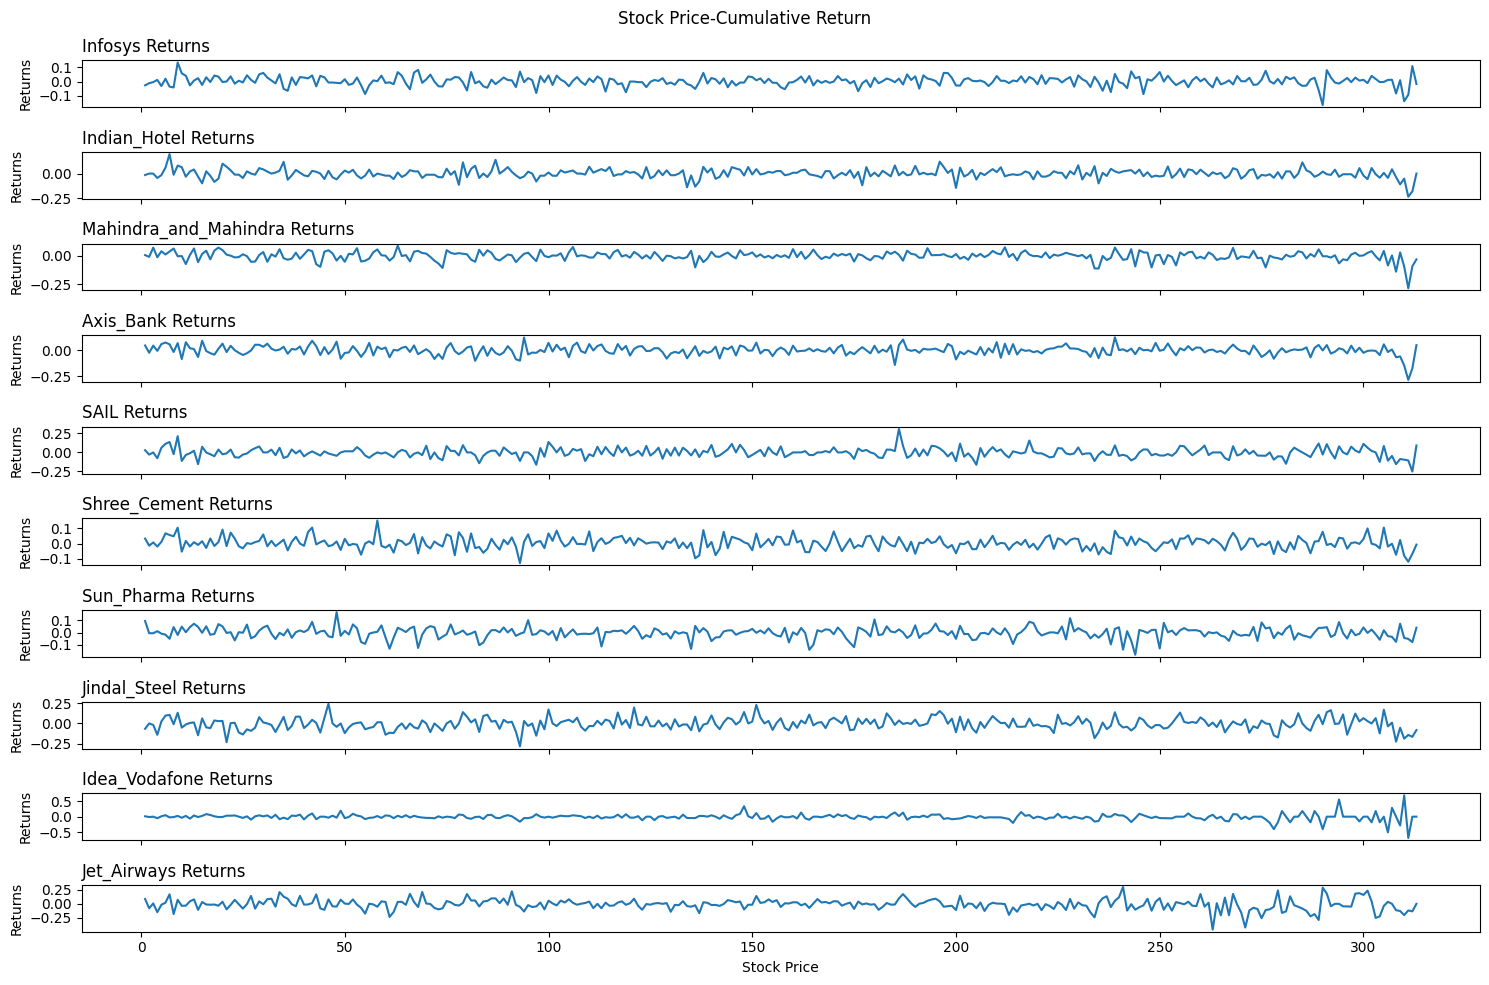 Stock Price-Cumulative Return
Infosys Returns
Returns
0.1
0.0
−0.1
Indian_Hotel Returns
Returns
0.00
−0.25
Mahindra_and_Mahindra Returns
Returns
0.00
−0.25
Axis_Bank Returns
Returns
0.00
−0.25
SAIL Returns
Returns
0.25
0.00
−0.25
Shree_Cement Returns
Returns
0.1
0.0
−0.1
Sun_Pharma Returns
Returns
0.1
0.0
−0.1
Jindal_Steel Returns
Returns
0.25
0.00
−0.25
Idea_Vodafone Returns
Returns
0.5
0.0
−0.5
Jet_Airways Returns
Returns
0.25
0.00
−0.25
0 50 100 150 200 250 300
Stock Price